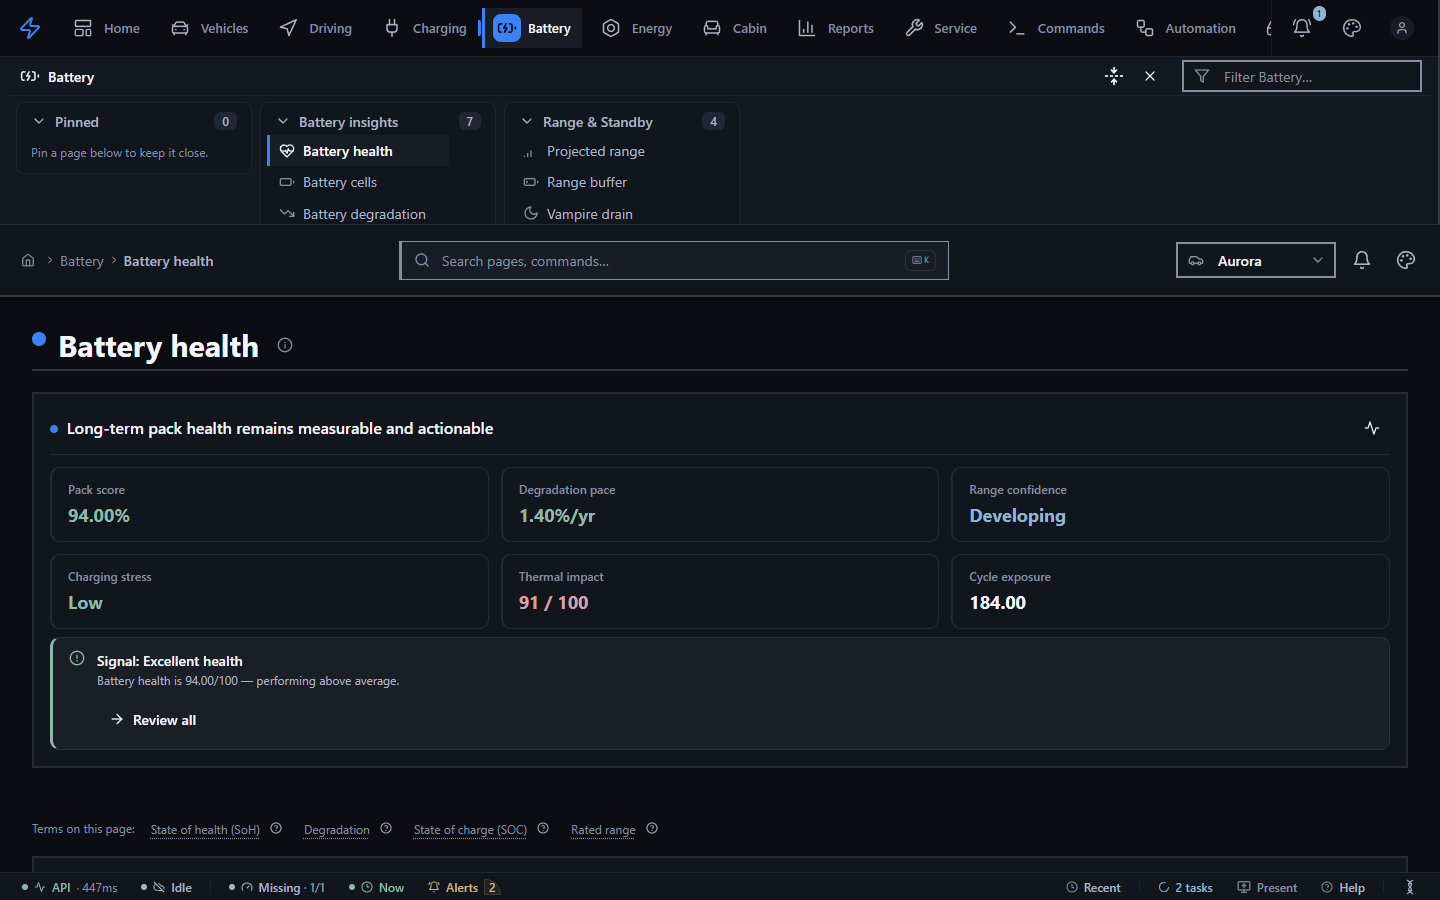 Home
Vehicles
Driving
Charging
Battery
Energy
Cabin
Reports
Service
Commands
Automation
1
Battery
Filter Battery...
Pinned 0
Pin a page below to keep it close.
Battery insights 7
Battery health
Battery cells
Battery degradation
Range & Standby 4
Projected range
Range buffer
Vampire drain
Battery
Battery health
Search pages, commands...
K
Aurora
Battery health
Long-term pack health remains measurable and actionable
Pack score
94.00%
Degradation pace
1.40%/yr
Range confidence
Developing
Charging stress
Low
Thermal impact
91 / 100
Cycle exposure
184.00
Signal: Excellent health
Battery health is 94.00/100 — performing above average.
Review all
Terms on this page: State of health (SoH) Degradation State of charge (SOC) Rated range
API · 447ms Idle Missing · 1/1 Now Alerts 2 Recent 2 tasks Present Help